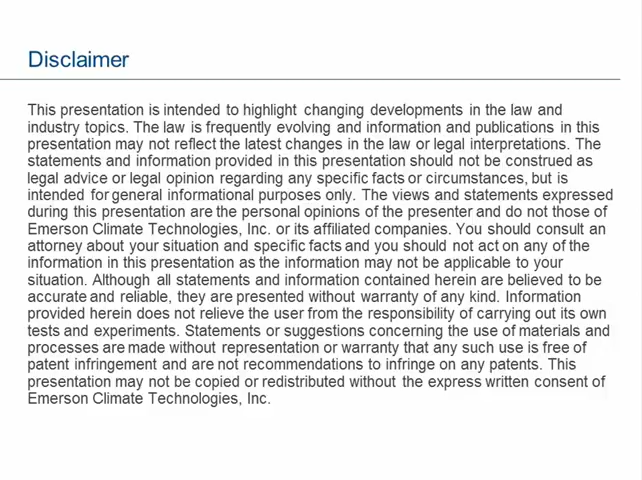 Disclaimer
This presentation is intended to highlight changing developments in the law and
industry topics. The law is frequently evolving and information and publications in this
presentation may not reflect the latest changes in the law or legal interpretations. The
statements and information provided in this presentation should not be construed as
legal advice or legal opinion regarding any specific facts or circumstances, but is
intended for general informational purposes only. The views and statements expressed
during this presentation are the personal opinions of the presenter and do not those of
Emerson Climate Technologies, Inc. or its affiliated companies. You should consult an
attorney about your situation and specific facts and you should not act on any of the
information in this presentation as the information may not be applicable to your
situation. Although all statements and information contained herein are believed to be
accurate and reliable, they are presented without warranty of any kind. Information
provided herein does not relieve the user from the responsibility of carrying out its own
tests and experiments. Statements or suggestions concerning the use of materials and
processes are made without representation or warranty that any such use is free of
patent infringement and are not recommendations to infringe on any patents. This
presentation may not be copied or redistributed without the express written consent of
Emerson Climate Technologies, Inc.